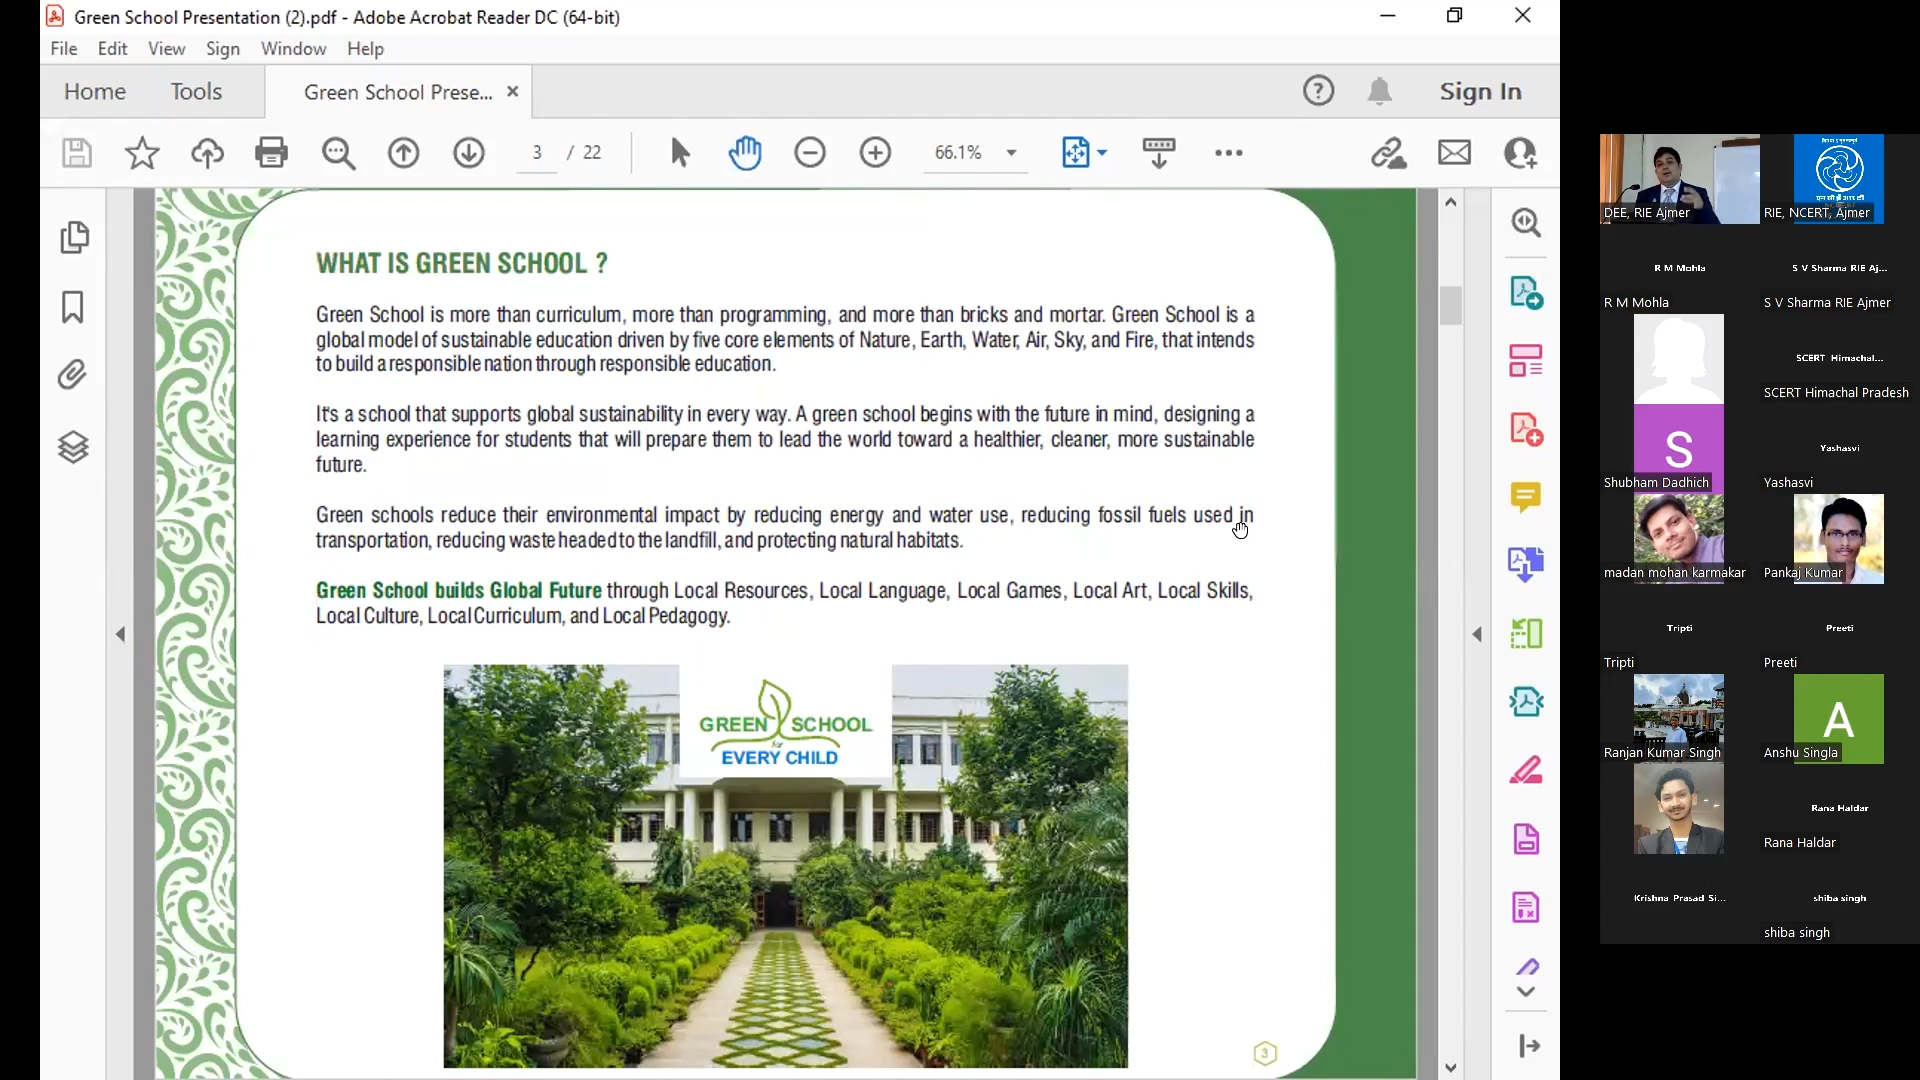 Green School Presentation (2).pdf - Adobe Acrobat Reader DC (64-bit)
File Edit View Sign Window Help
Home Tools Green School Prese... × Sign In
3 / 22 66.1%
WHAT IS GREEN SCHOOL ?
Green School is more than curriculum, more than programming, and more than bricks and mortar. Green School is a
global model of sustainable education driven by five core elements of Nature, Earth, Water, Air, Sky, and Fire, that intends
to build a responsible nation through responsible education.
It's a school that supports global sustainability in every way. A green school begins with the future in mind, designing a
learning experience for students that will prepare them to lead the world toward a healthier, cleaner, more sustainable
future.
Green schools reduce their environmental impact by reducing energy and water use, reducing fossil fuels used in
transportation, reducing waste headed to the landfill, and protecting natural habitats.
Green School builds Global Future through Local Resources, Local Language, Local Games, Local Art, Local Skills,
Local Culture, Local Curriculum, and Local Pedagogy.
GREEN SCHOOL
for
EVERY CHILD
3
DEE, RIE Ajmer
RIE, NCERT, Ajmer
R M Mohla
S V Sharma RIE Aj...
R M Mohla
S V Sharma RIE Ajmer
SCERT Himachal...
SCERT Himachal Pradesh
S
Yashasvi
Shubham Dadhich
Yashasvi
madan mohan karmakar
Pankaj Kumar
Tripti
Preeti
Tripti
Preeti
A
Ranjan Kumar Singh
Anshu Singla
Rana Haldar
Rana Haldar
Krishna Prasad Si...
shiba singh
shiba singh